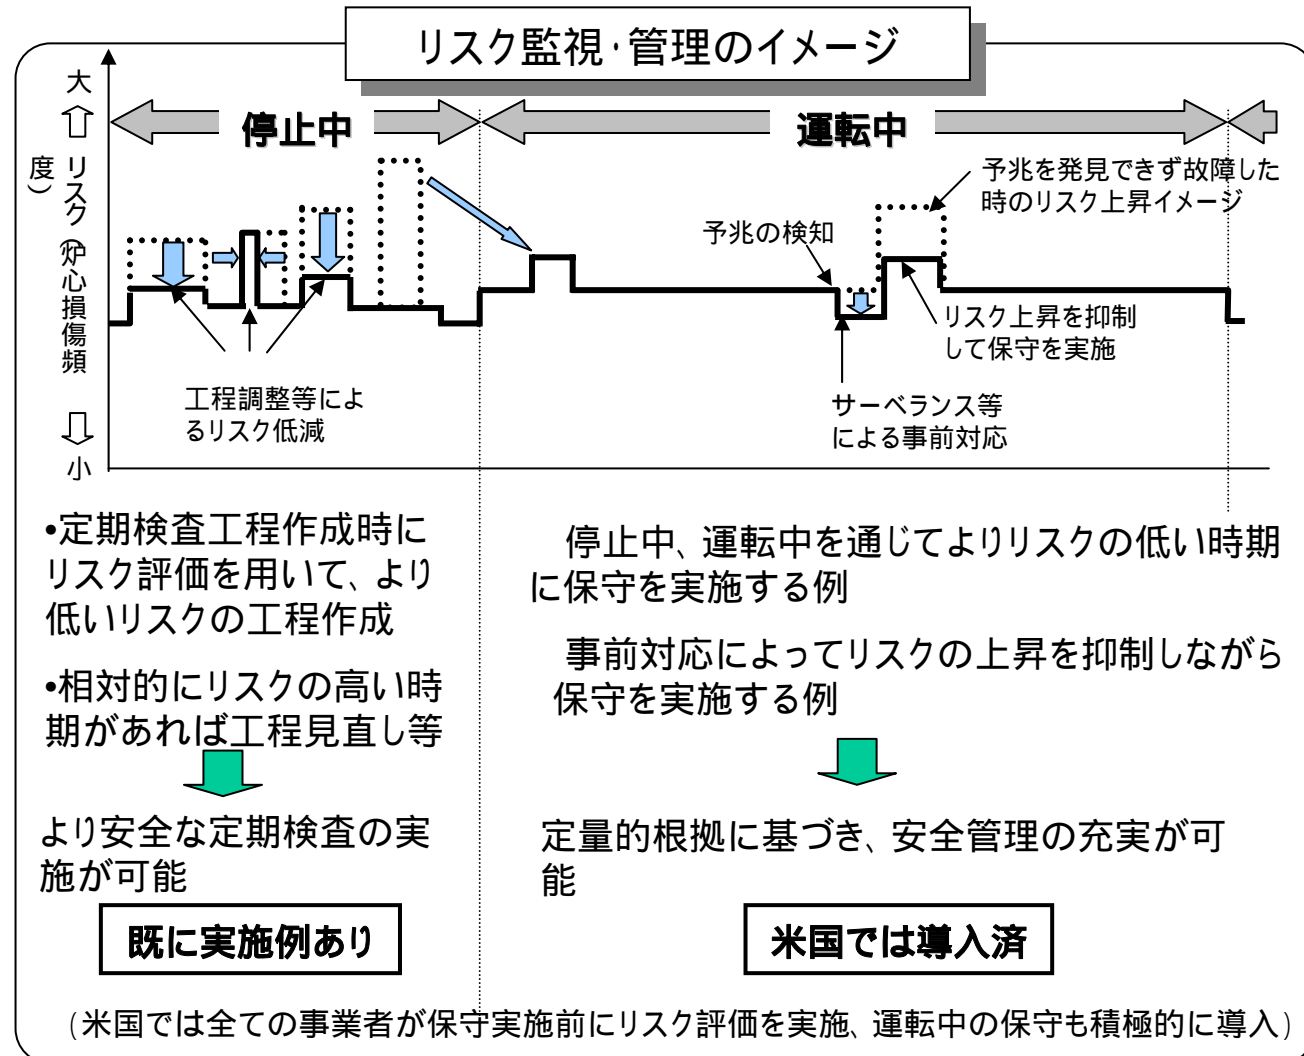 リスク監視・管理のイメージ
大
リスク(炉心損傷頻
度)
小
停止中
運転中
予兆を発見できず故障した
時のリスク上昇イメージ
予兆の検知
リスク上昇を抑制
して保守を実施
工程調整等によ
るリスク低減
サーベランス等
による事前対応
•定期検査工程作成時に
リスク評価を用いて、より
低いリスクの工程作成
•相対的にリスクの高い時
期があれば工程見直し等
より安全な定期検査の実
施が可能
既に実施例あり
停止中、運転中を通じてよりリスクの低い時期
に保守を実施する例
事前対応によってリスクの上昇を抑制しながら
保守を実施する例
定量的根拠に基づき、安全管理の充実が可
能
米国では導入済
(米国では全ての事業者が保守実施前にリスク評価を実施、運転中の保守も積極的に導入)